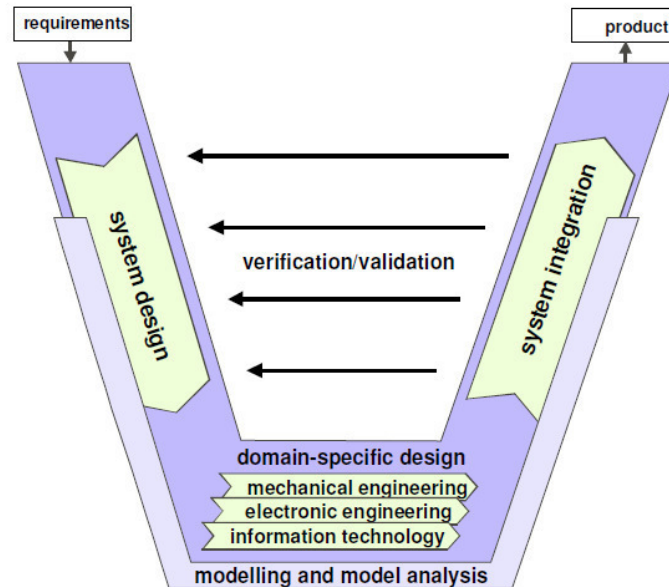 requirements
product
system design
system integration
verification/validation
domain-specific design
mechanical engineering
electronic engineering
information technology
modelling and model analysis